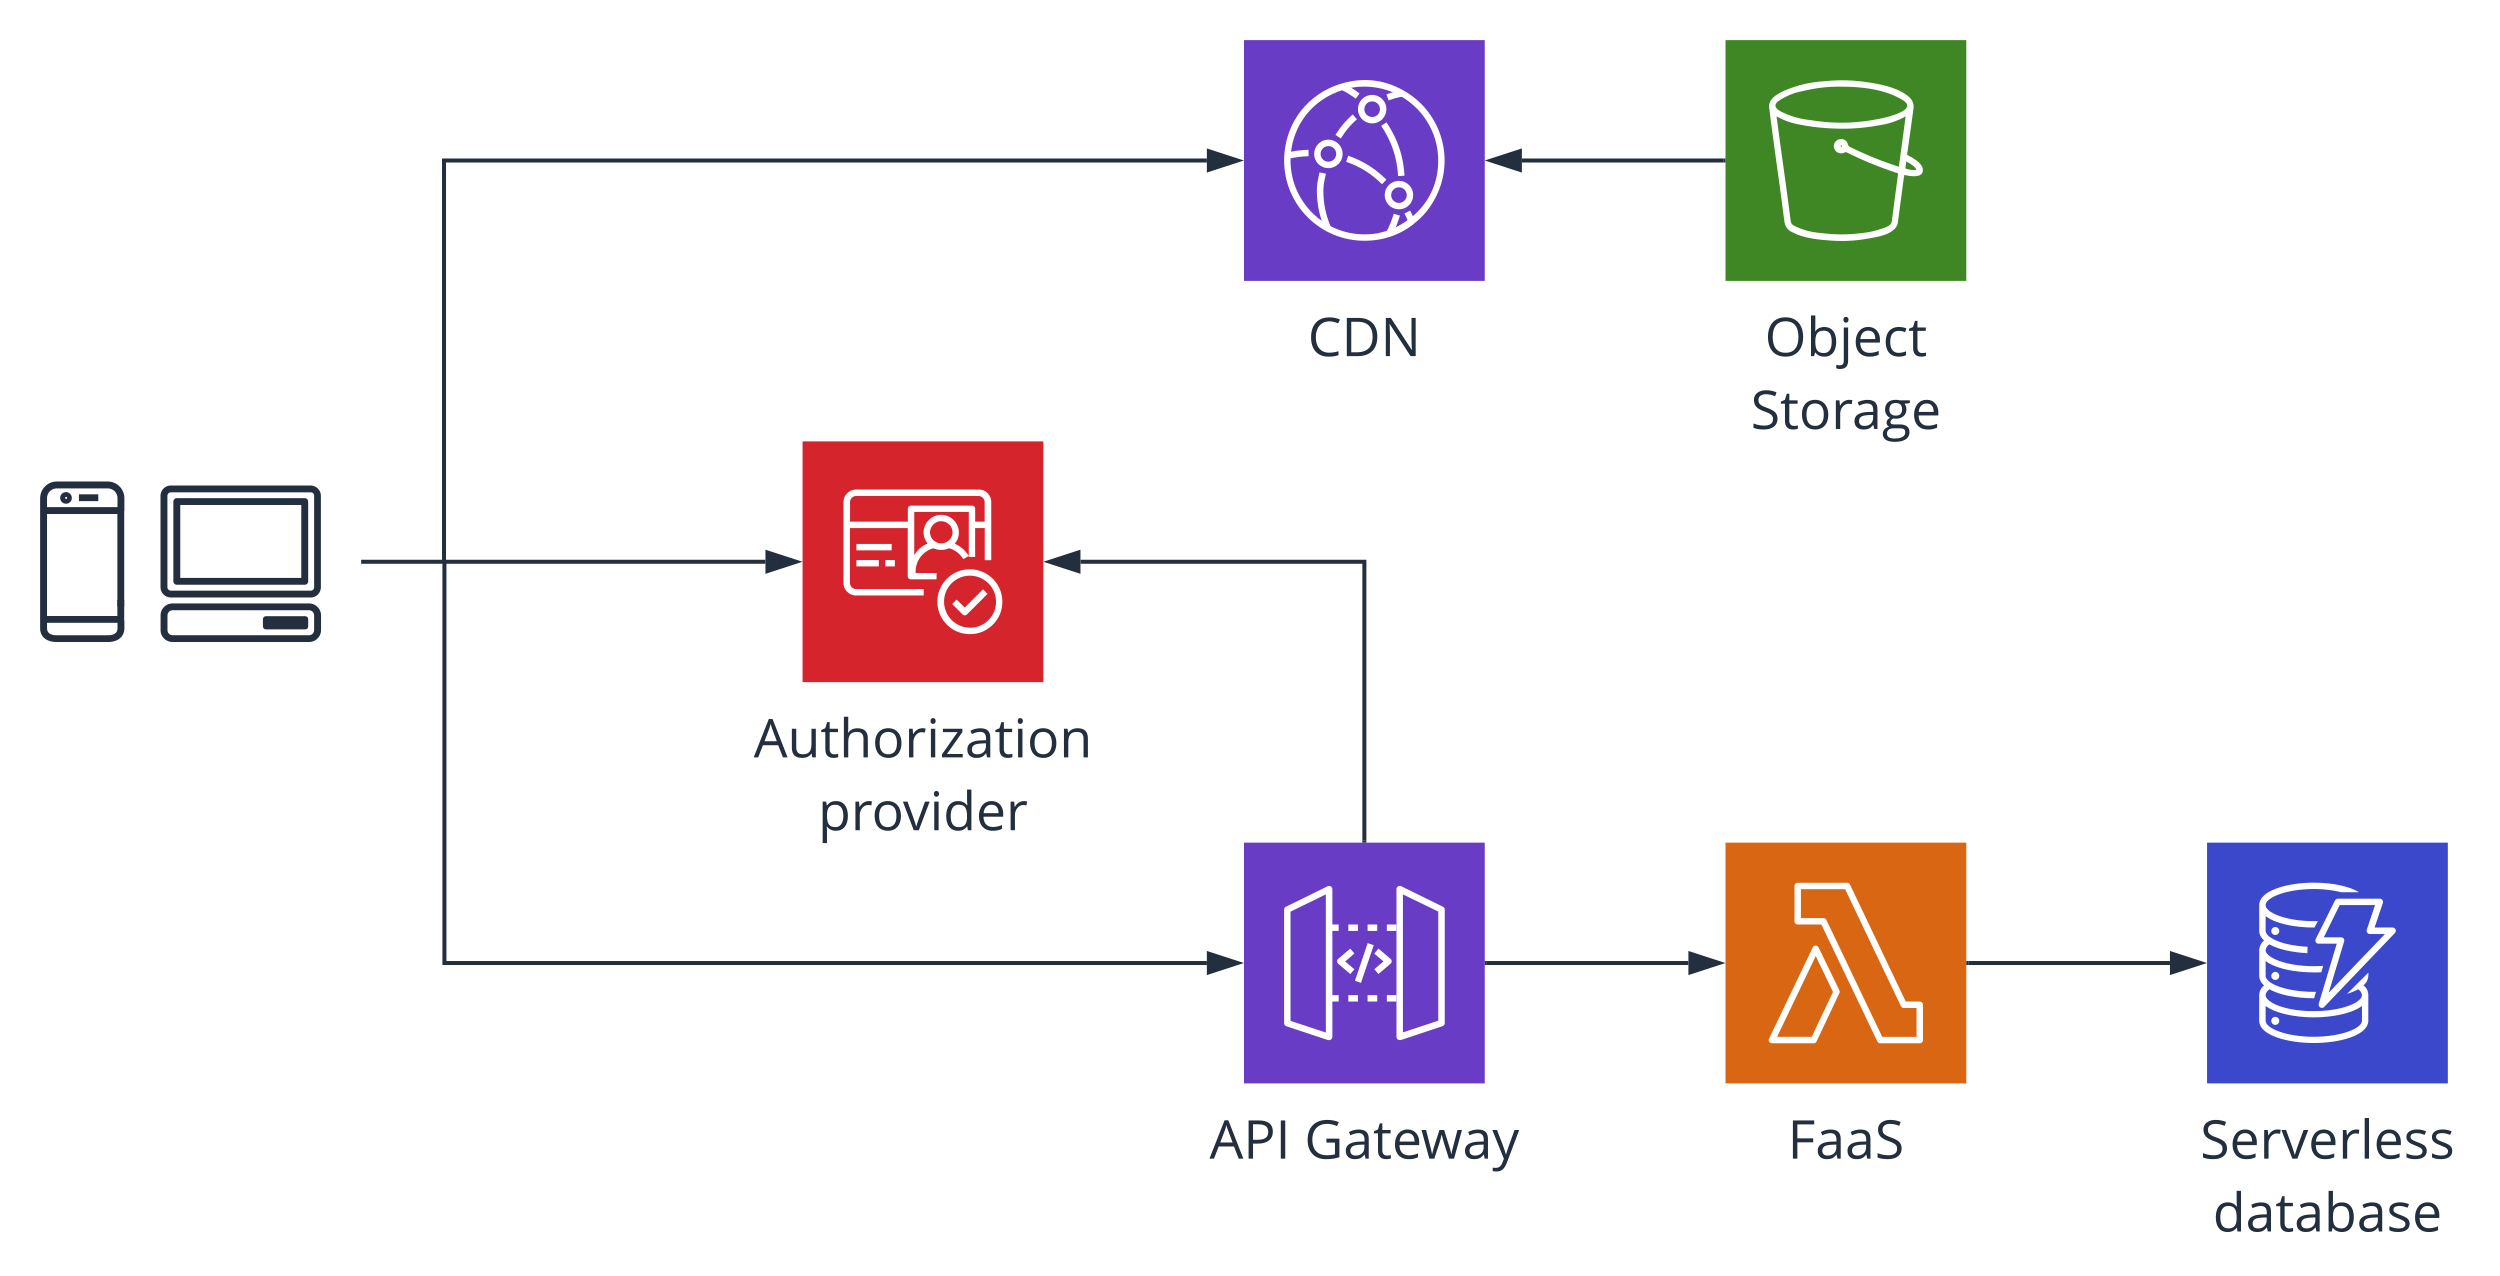 CDN
Object
Storage
Authorization
provider
API Gateway
FaaS
Serverless
database